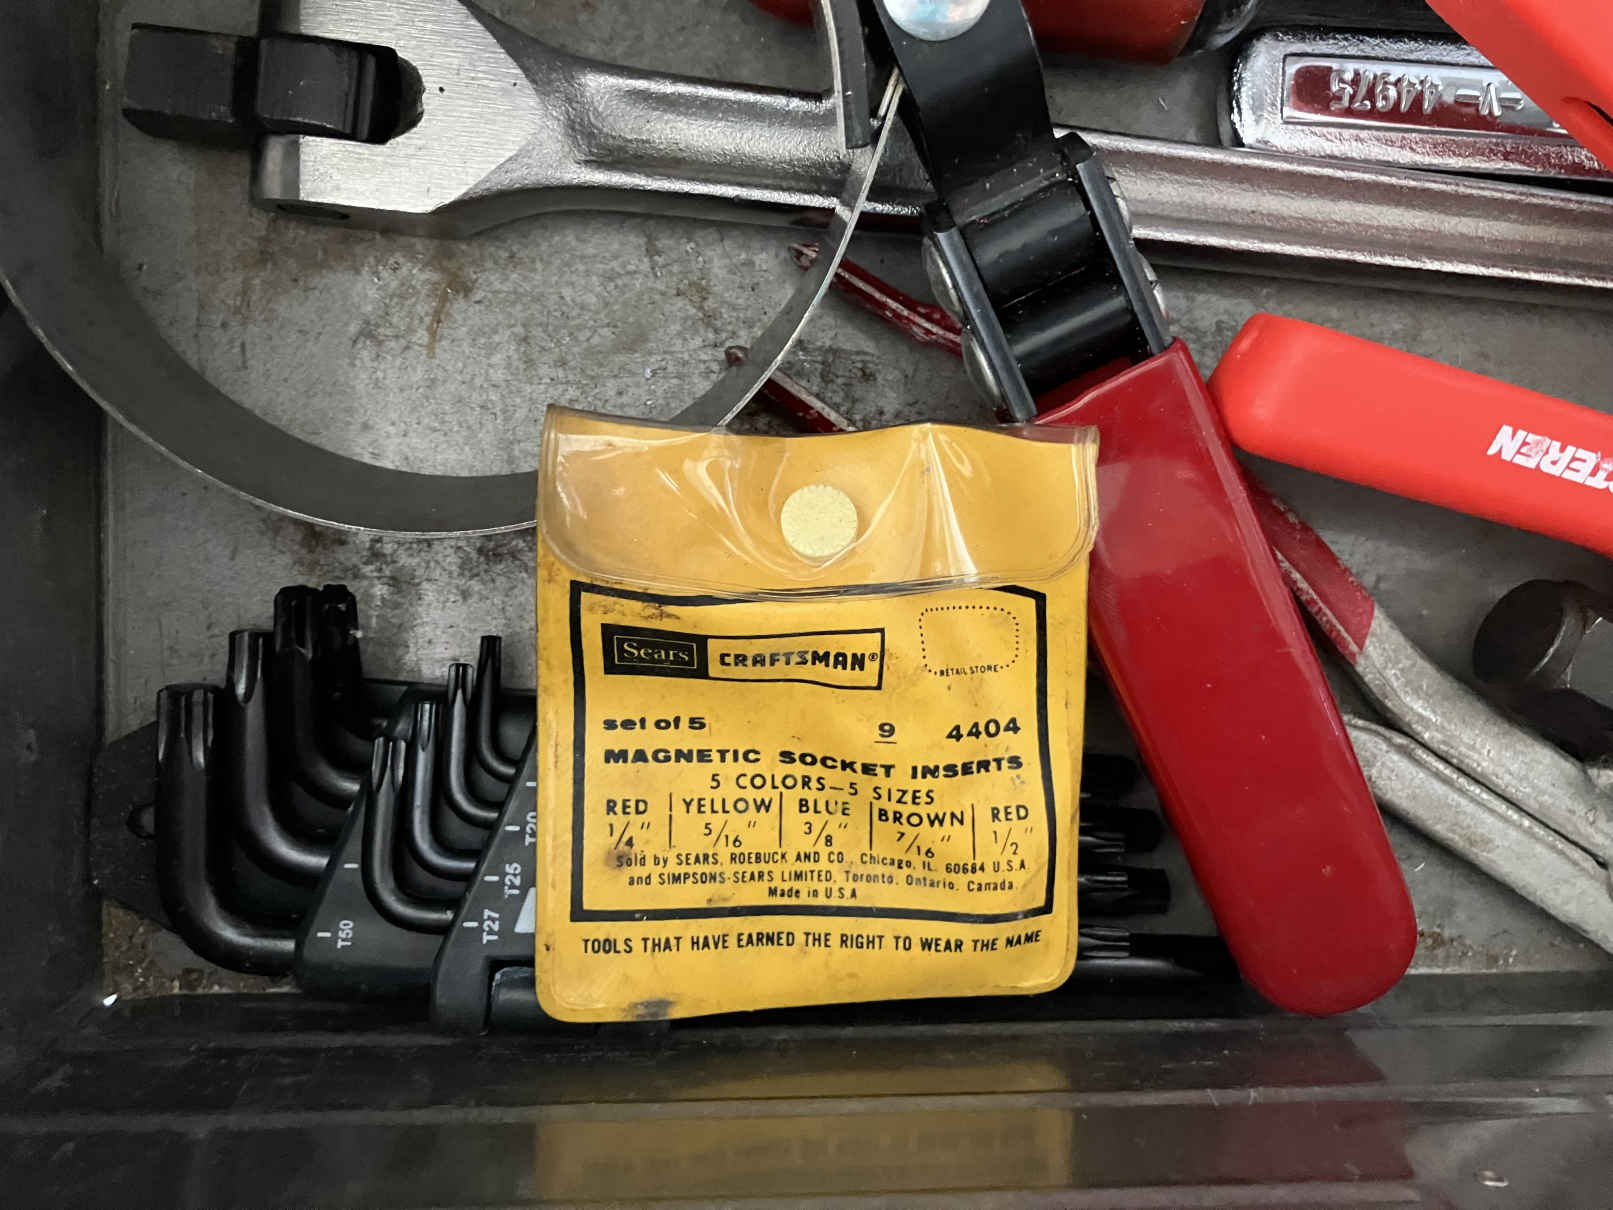 -V-44975
Sears CRAFTSMAN®
RETAIL STORE
set of 5 9 4404
MAGNETIC SOCKET INSERTS
5 COLORS—5 SIZES
RED YELLOW BLUE BROWN RED
1/4" 5/16" 3/8" 7/16" 1/2"
Sold by SEARS, ROEBUCK AND CO., Chicago, IL. 60684 U.S.A.
and SIMPSONS-SEARS LIMITED, Toronto, Ontario, Canada.
Made in U.S.A
TOOLS THAT HAVE EARNED THE RIGHT TO WEAR THE NAME
T50
T27
T25
T20